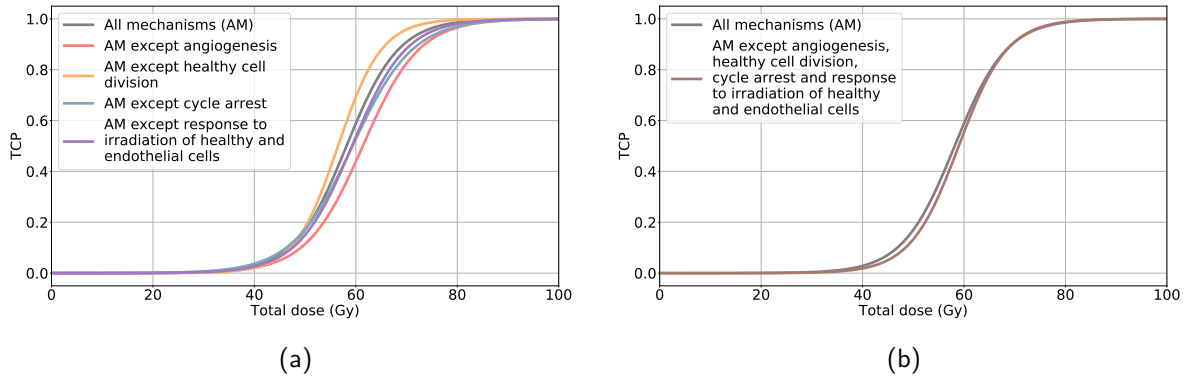 All mechanisms (AM)
AM except angiogenesis
AM except healthy cell
division
AM except cycle arrest
AM except response to
irradiation of healthy and
endothelial cells
TCP
1.0
0.8
0.6
0.4
0.2
0.0
0 20 40 60 80 100
Total dose (Gy)
(a)
All mechanisms (AM)
AM except angiogenesis,
healthy cell division,
cycle arrest and response
to irradiation of healthy
and endothelial cells
TCP
1.0
0.8
0.6
0.4
0.2
0.0
0 20 40 60 80 100
Total dose (Gy)
(b)